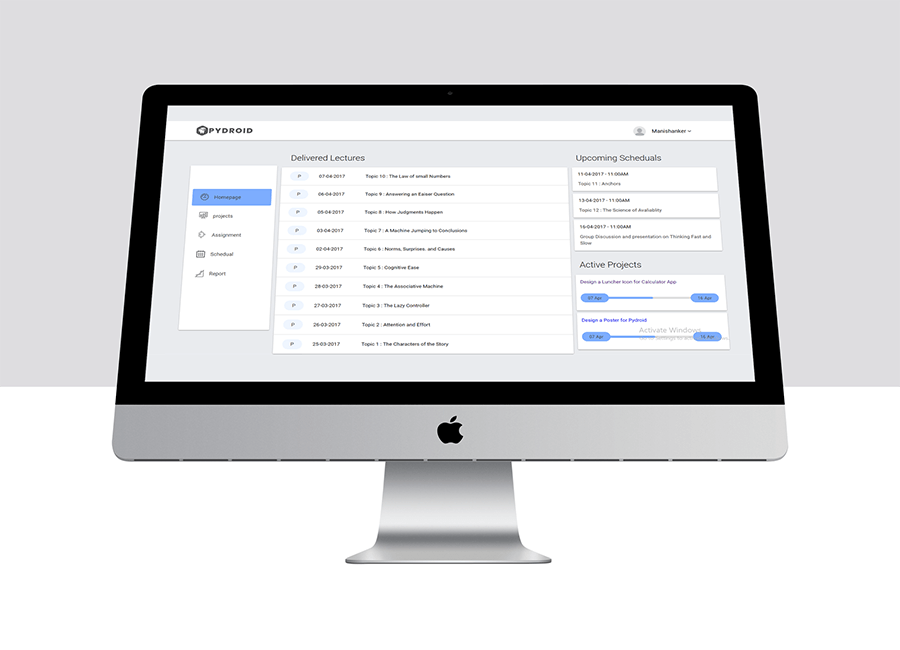 PYDROID
Manishanker
Homepage
projects
Assignment
Schedual
Report
Delivered Lectures
P 07-04-2017 Topic 10 : The Law of small Numbers
P 06-04-2017 Topic 9 : Answering an Eaiser Question
P 05-04-2017 Topic 8 : How Judgments Happen
P 03-04-2017 Topic 7 : A Machine Jumping to Conclusions
P 02-04-2017 Topic 6 : Norms, Surprises and Causes
P 29-03-2017 Topic 5 : Cognitive Ease
P 28-03-2017 Topic 4 : The Associative Machine
P 27-03-2017 Topic 3 : The Lazy Controller
P 26-03-2017 Topic 2 : Attention and Effort
P 25-03-2017 Topic 1 : The Characters of the Story
Upcoming Scheduals
11-04-2017 - 11:00AM
Topic 11 : Anchors
13-04-2017 - 11:00AM
Topic 12 : The Science of Avaliablity
16-04-2017 - 11:00AM
Group Discussion and presentation on Thinking Fast and
Slow
Active Projects
Design a Luncher Icon for Calculator App
07 Apr 16 Apr
Design a Poster for Pydroid
Activate Windows
07 Apr 16 Apr